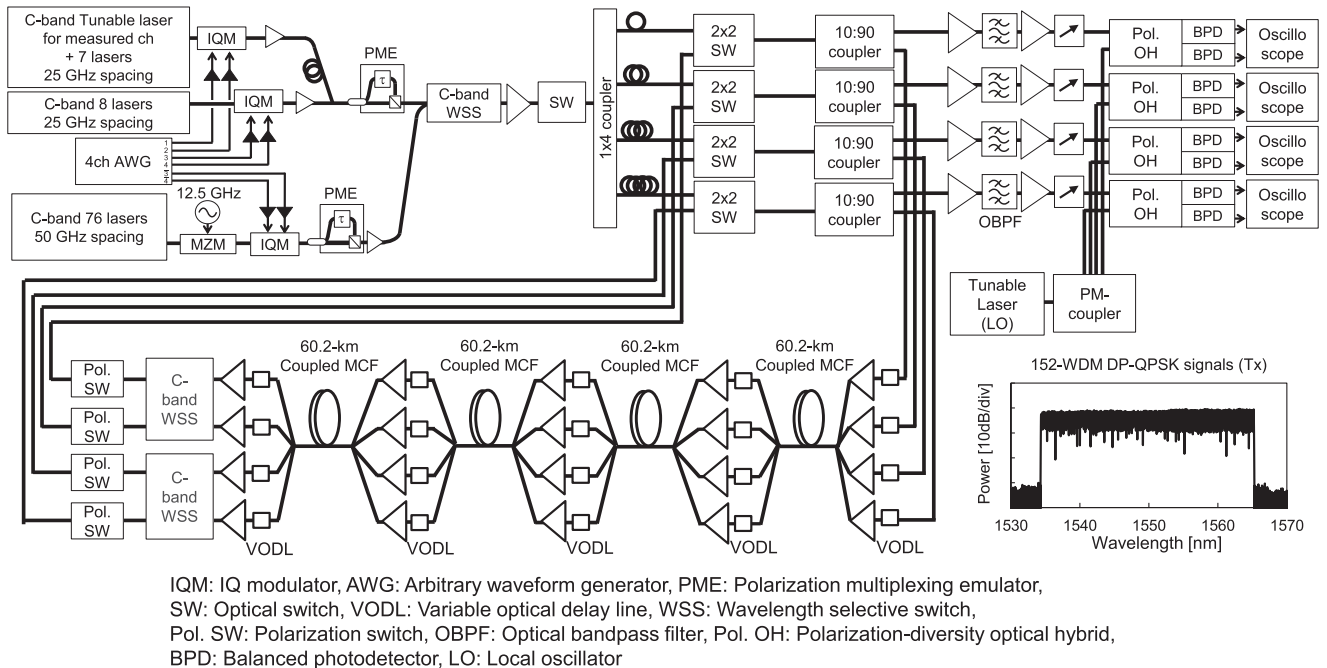 C-band Tunable laser
for measured ch
+ 7 lasers
25 GHz spacing
IQM
PME
τ
C-band 8 lasers
25 GHz spacing
IQM
C-band
WSS
SW
1x4 coupler
4ch AWG
1
2
3
4
3
4
12.5 GHz
C-band 76 lasers
50 GHz spacing
MZM
IQM
PME
τ
2x2
SW
2x2
SW
2x2
SW
2x2
SW
10:90
coupler
10:90
coupler
10:90
coupler
10:90
coupler
OBPF
Pol.
OH
BPD
BPD
Oscillo
scope
Pol.
OH
BPD
BPD
Oscillo
scope
Pol.
OH
BPD
BPD
Oscillo
scope
Pol.
OH
BPD
BPD
Oscillo
scope
Tunable
Laser
(LO)
PM-
coupler
60.2-km
Coupled MCF
60.2-km
Coupled MCF
60.2-km
Coupled MCF
60.2-km
Coupled MCF
Pol.
SW
Pol.
SW
Pol.
SW
Pol.
SW
C-
band
WSS
C-
band
WSS
VODL
VODL
VODL
VODL
VODL
152-WDM DP-QPSK signals (Tx)
Power [10dB/div]
1530
1540
1550
1560
1570
Wavelength [nm]
IQM: IQ modulator, AWG: Arbitrary waveform generator, PME: Polarization multiplexing emulator,
SW: Optical switch, VODL: Variable optical delay line, WSS: Wavelength selective switch,
Pol. SW: Polarization switch, OBPF: Optical bandpass filter, Pol. OH: Polarization-diversity optical hybrid,
BPD: Balanced photodetector, LO: Local oscillator